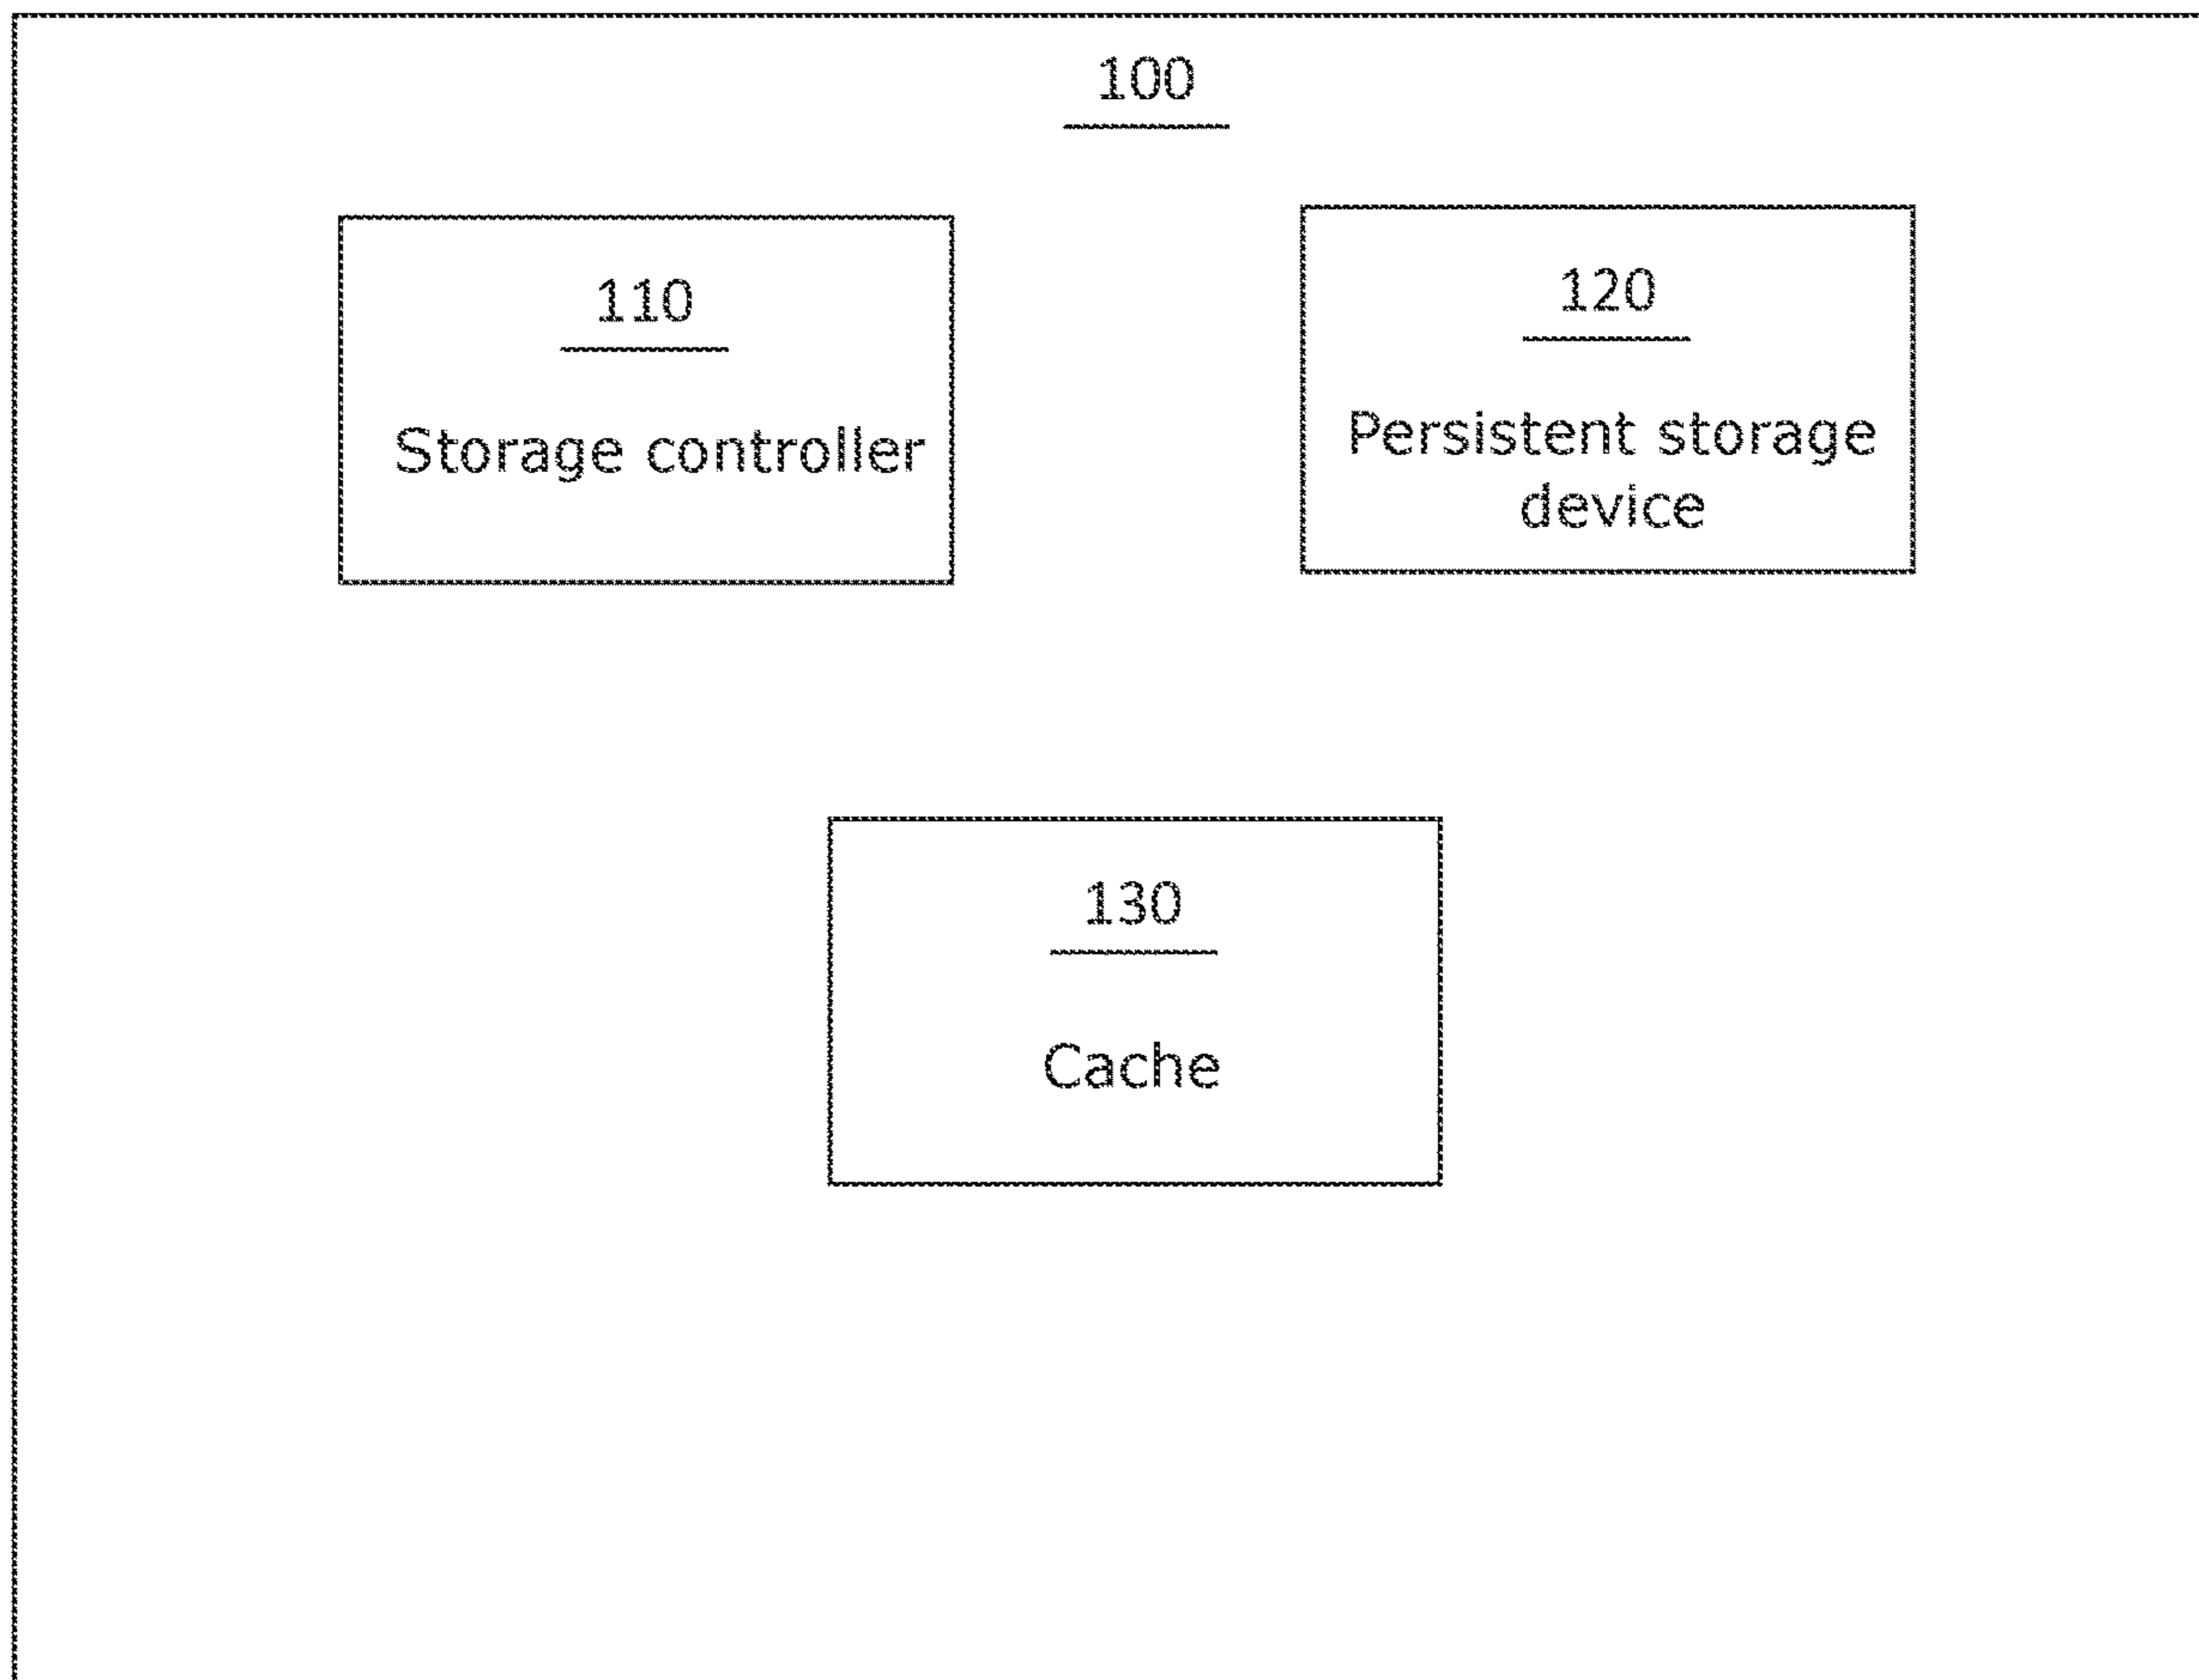 100
110
Storage controller
120
Persistent storage
device
130
Cache